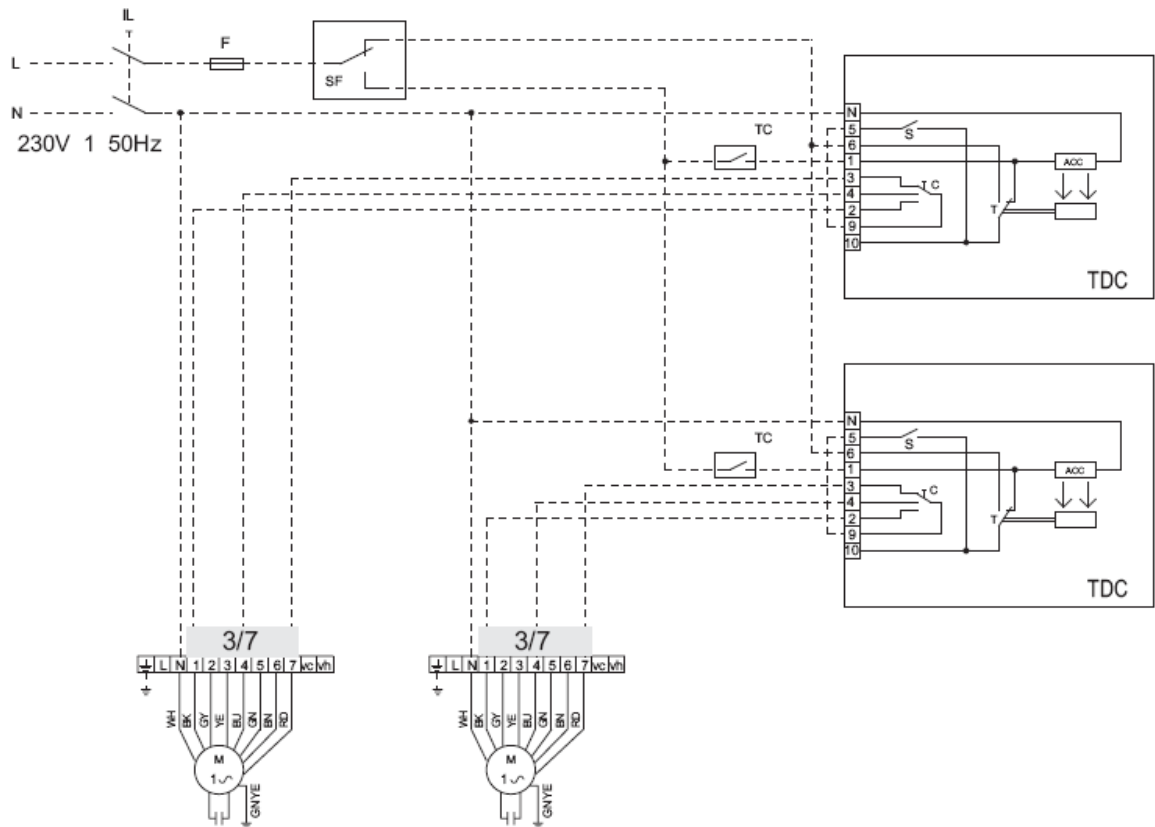 IL
F
L
SF
N
230V 1 50Hz
TC
N
5
S
6
1
ACC
3
C
4
2
T
9
10
TDC
TC
N
5
S
6
1
ACC
3
C
4
2
T
9
10
TDC
3/7
3/7
L N 1 2 3 4 5 6 7 vc vh
L N 1 2 3 4 5 6 7 vc vh
WH BK GY YE BU GN BN RD
WH BK GY YE BU GN BN RD
M
1
GNYE
M
1
GNYE